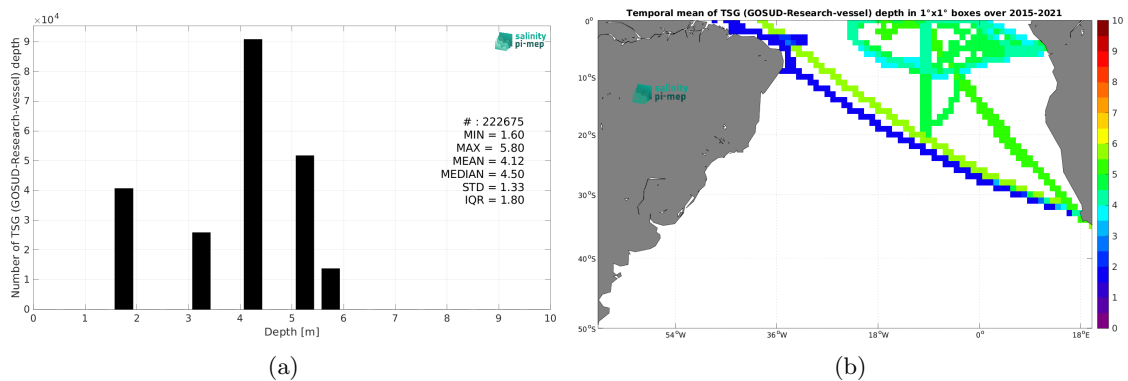 ×10⁴
9
8
7
6
5
4
3
2
1
0
Number of TSG (GOSUD-Research-vessel) depth
0 1 2 3 4 5 6 7 8 9 10
Depth [m]
salinity
pi-mep
# : 222675
MIN = 1.60
MAX = 5.80
MEAN = 4.12
MEDIAN = 4.50
STD = 1.33
IQR = 1.80
(a)
Temporal mean of TSG (GOSUD-Research-vessel) depth in 1°x1° boxes over 2015-2021
0°
10°S
20°S
30°S
40°S
50°S
54°W 36°W 18°W 0° 18°E
salinity
pi-mep
10
9
8
7
6
5
4
3
2
1
0
(b)